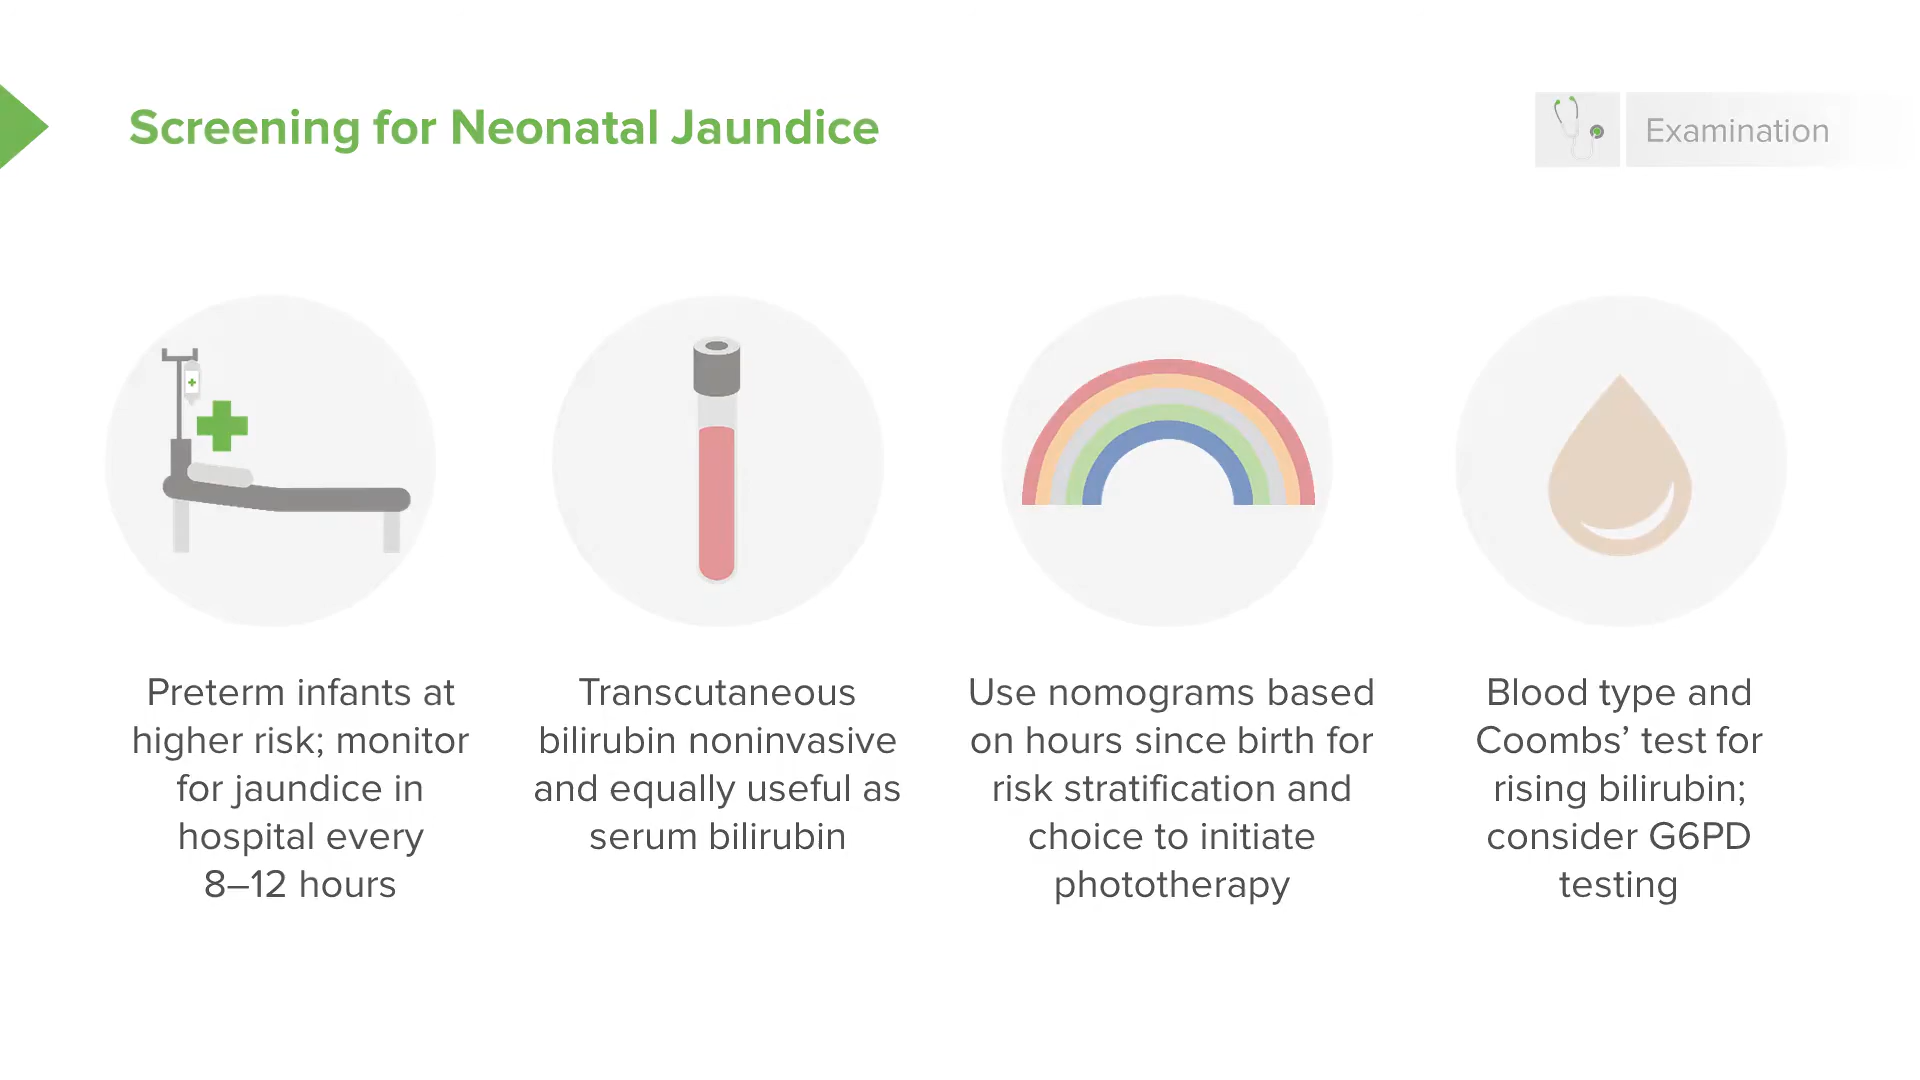 Screening for Neonatal Jaundice
Examination
Preterm infants at
higher risk; monitor
for jaundice in
hospital every
8–12 hours
Transcutaneous
bilirubin noninvasive
and equally useful as
serum bilirubin
Use nomograms based
on hours since birth for
risk stratification and
choice to initiate
phototherapy
Blood type and
Coombs’ test for
rising bilirubin;
consider G6PD
testing